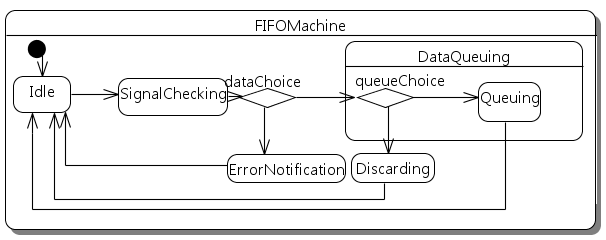 FIFOMachine
DataQueuing
dataChoice
queueChoice
Idle
SignalChecking
Queuing
ErrorNotification
Discarding